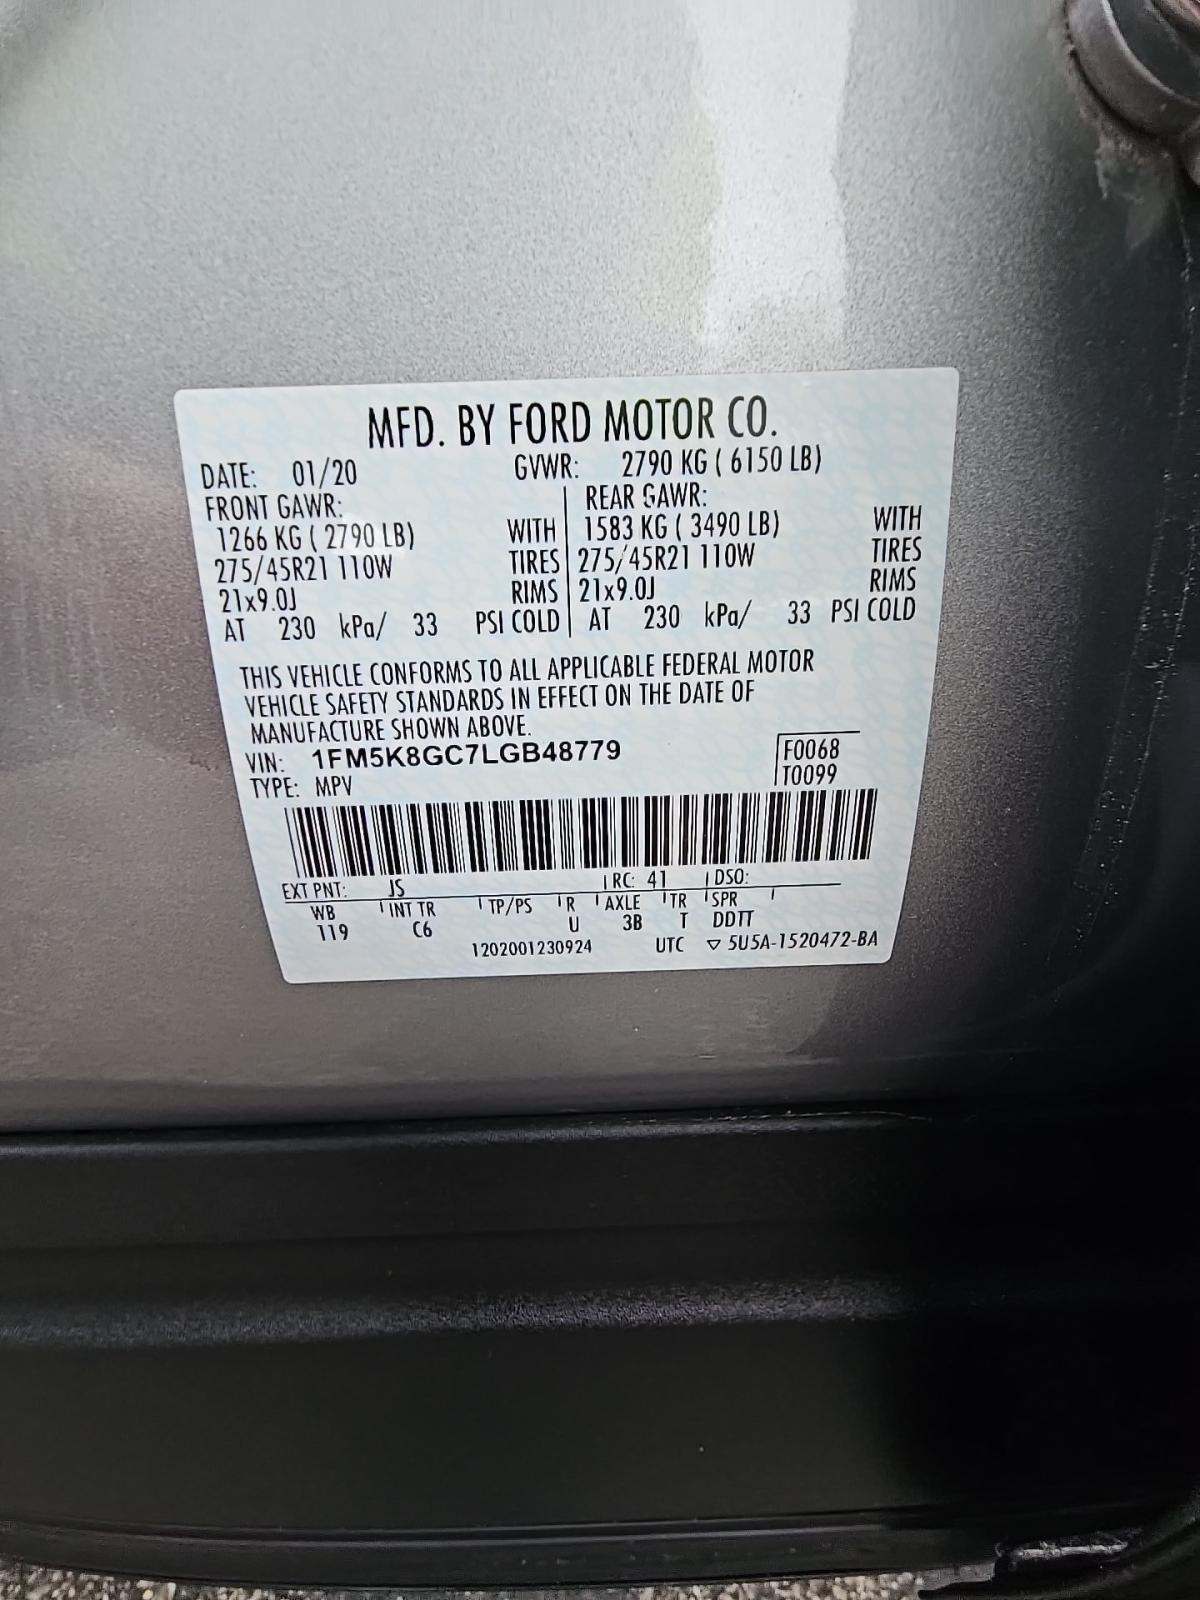 MFD. BY FORD MOTOR CO.
DATE: 01/20 GVWR: 2790 KG ( 6150 LB)
FRONT GAWR: REAR GAWR:
1266 KG ( 2790 LB) WITH 1583 KG ( 3490 LB) WITH
275/45R21 110W TIRES 275/45R21 110W TIRES
21x9.0J RIMS 21x9.0J RIMS
AT 230 kPa/ 33 PSI COLD AT 230 kPa/ 33 PSI COLD
THIS VEHICLE CONFORMS TO ALL APPLICABLE FEDERAL MOTOR
VEHICLE SAFETY STANDARDS IN EFFECT ON THE DATE OF
MANUFACTURE SHOWN ABOVE.
VIN: 1FM5K8GC7LGB48779 F0068
TYPE: MPV T0099
EXT PNT: JS RC: 41 DSO:
WB INT TR TP/PS R AXLE TR SPR
119 C6 U 3B T DDTT
1202001230924 UTC ▽ 5U5A-1520472-BA